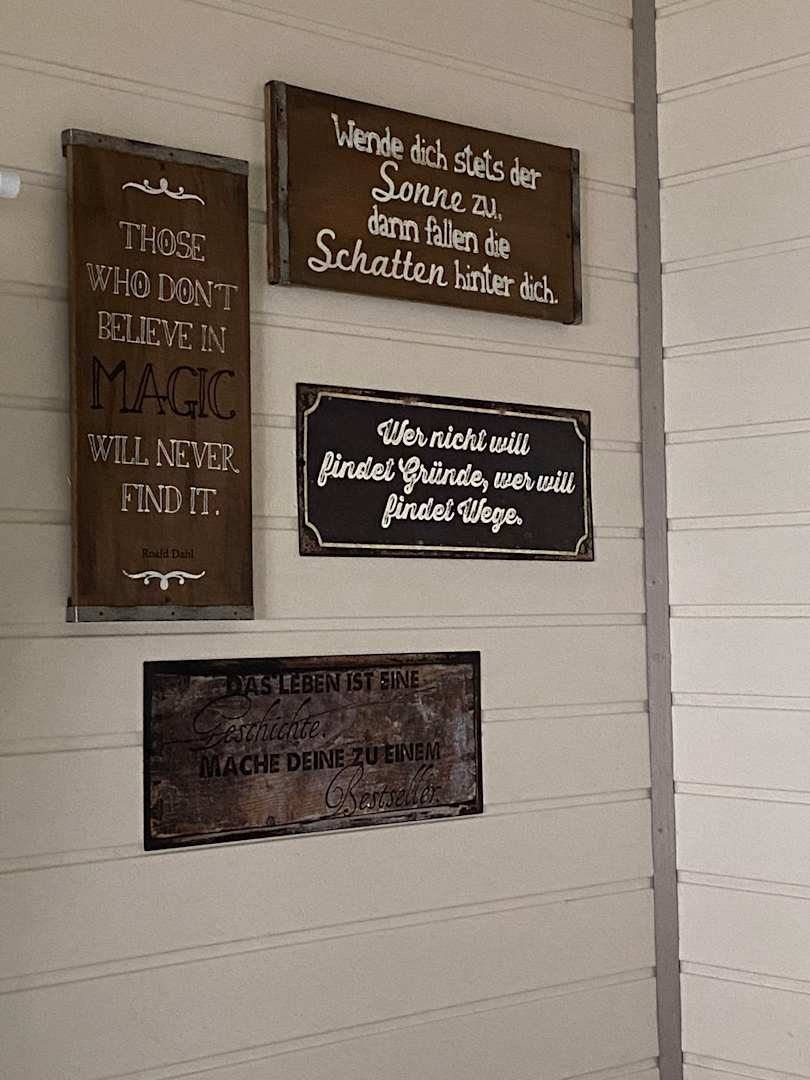 THOSE
WHO DON'T
BELIEVE IN
MAGIC
WILL NEVER
FIND IT.
Roald Dahl
Wende dich stets der
Sonne zu,
dann fallen die
Schatten hinter dich.
Wer nicht will
findet Gründe, wer will
findet Wege.
DAS LEBEN IST EINE
Geschichte.
MACHE DEINE ZU EINEM
Bestseller.